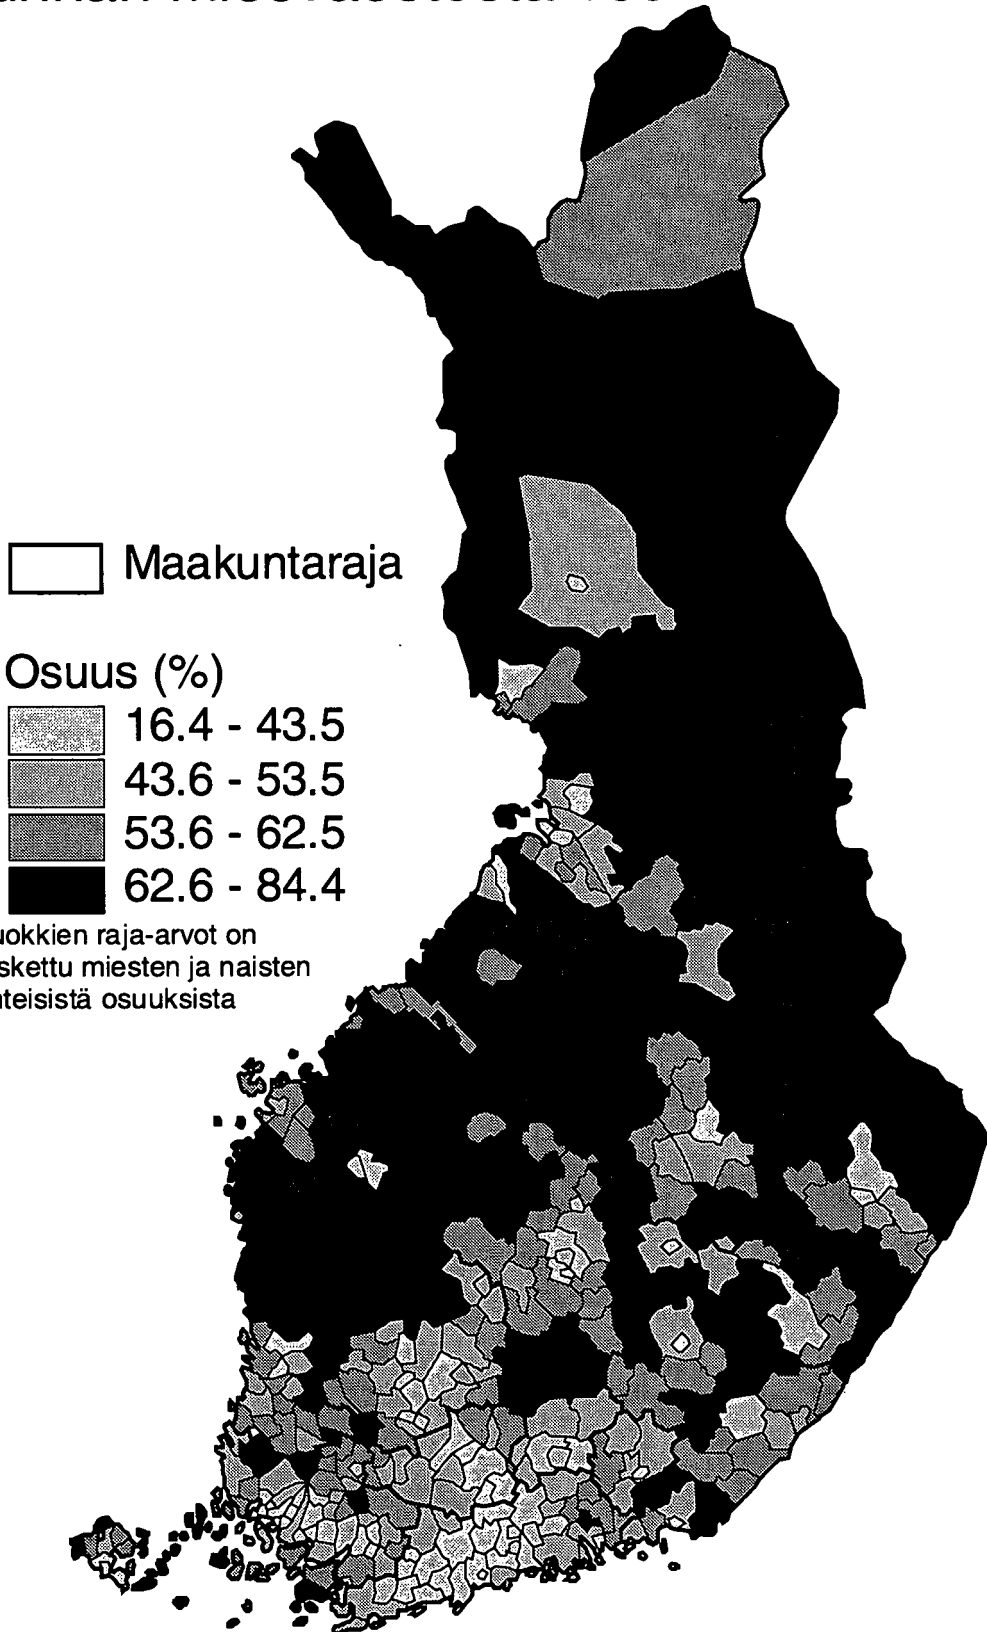 Maakuntaraja
Osuus (%)
16.4 - 43.5
43.6 - 53.5
53.6 - 62.5
62.6 - 84.4
raja-arvot on
miesten ja naisten
osuuksista